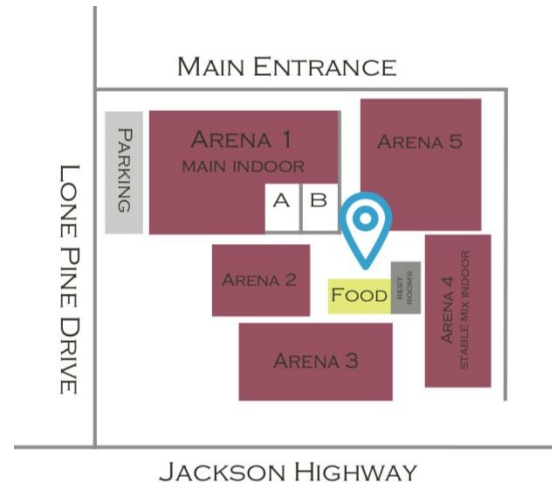 MAIN ENTRANCE
LONE PINE DRIVE
PARKING
ARENA 1
MAIN INDOOR
A
B
ARENA 5
ARENA 2
FOOD
REST
ROOMS
ARENA 4
STABLE MIX INDOOR
ARENA 3
JACKSON HIGHWAY